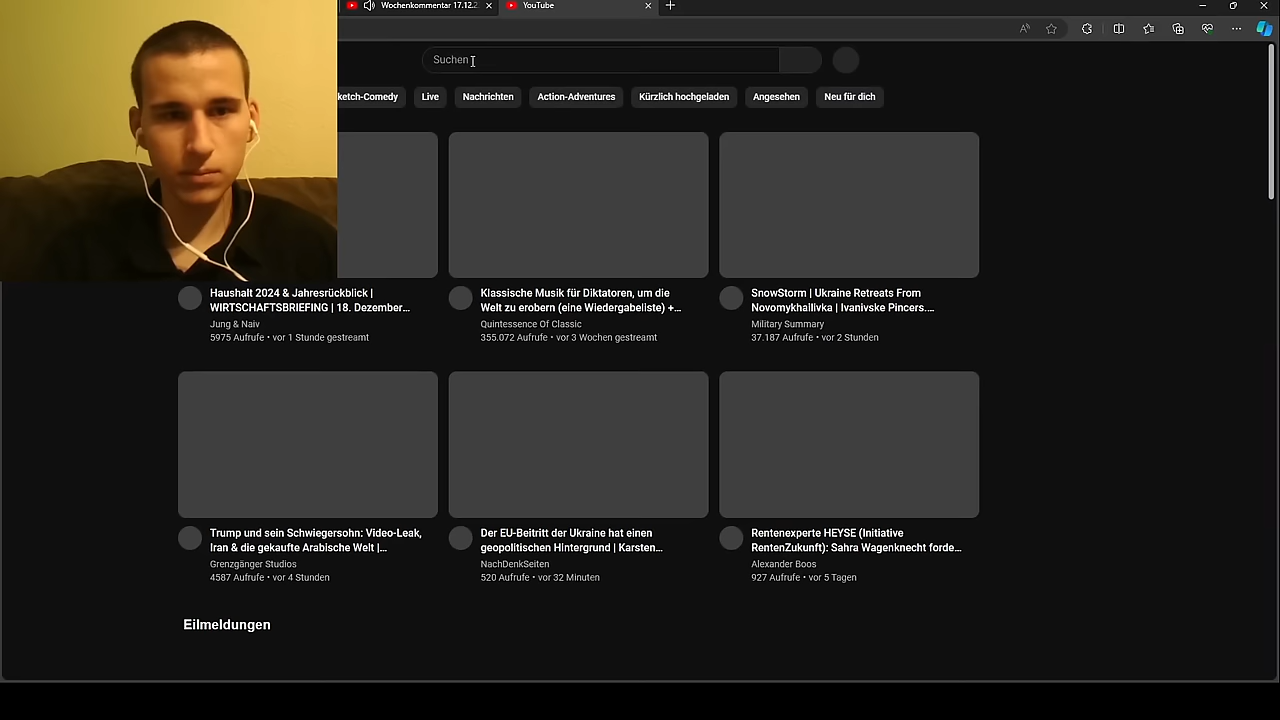 Wochenkommentar 17.12.2
YouTube
Suchen
ketch-Comedy
Live
Nachrichten
Action-Adventures
Kürzlich hochgeladen
Angesehen
Neu für dich
Haushalt 2024 & Jahresrückblick |
WIRTSCHAFTSBRIEFING | 18. Dezember...
Jung & Naiv
5975 Aufrufe • vor 1 Stunde gestreamt
Klassische Musik für Diktatoren, um die
Welt zu erobern (eine Wiedergabeliste) +...
Quintessence Of Classic
355.072 Aufrufe • vor 3 Wochen gestreamt
SnowStorm | Ukraine Retreats From
Novomykhallivka | Ivanivske Pincers....
Military Summary
37.187 Aufrufe • vor 2 Stunden
Trump und sein Schwiegersohn: Video-Leak,
Iran & die gekaufte Arabische Welt |...
Grenzgänger Studios
4587 Aufrufe • vor 4 Stunden
Der EU-Beitritt der Ukraine hat einen
geopolitischen Hintergrund | Karsten...
NachDenkSeiten
520 Aufrufe • vor 32 Minuten
Rentenexperte HEYSE (Initiative
RentenZukunft): Sahra Wagenknecht forde...
Alexander Boos
927 Aufrufe • vor 5 Tagen
Eilmeldungen